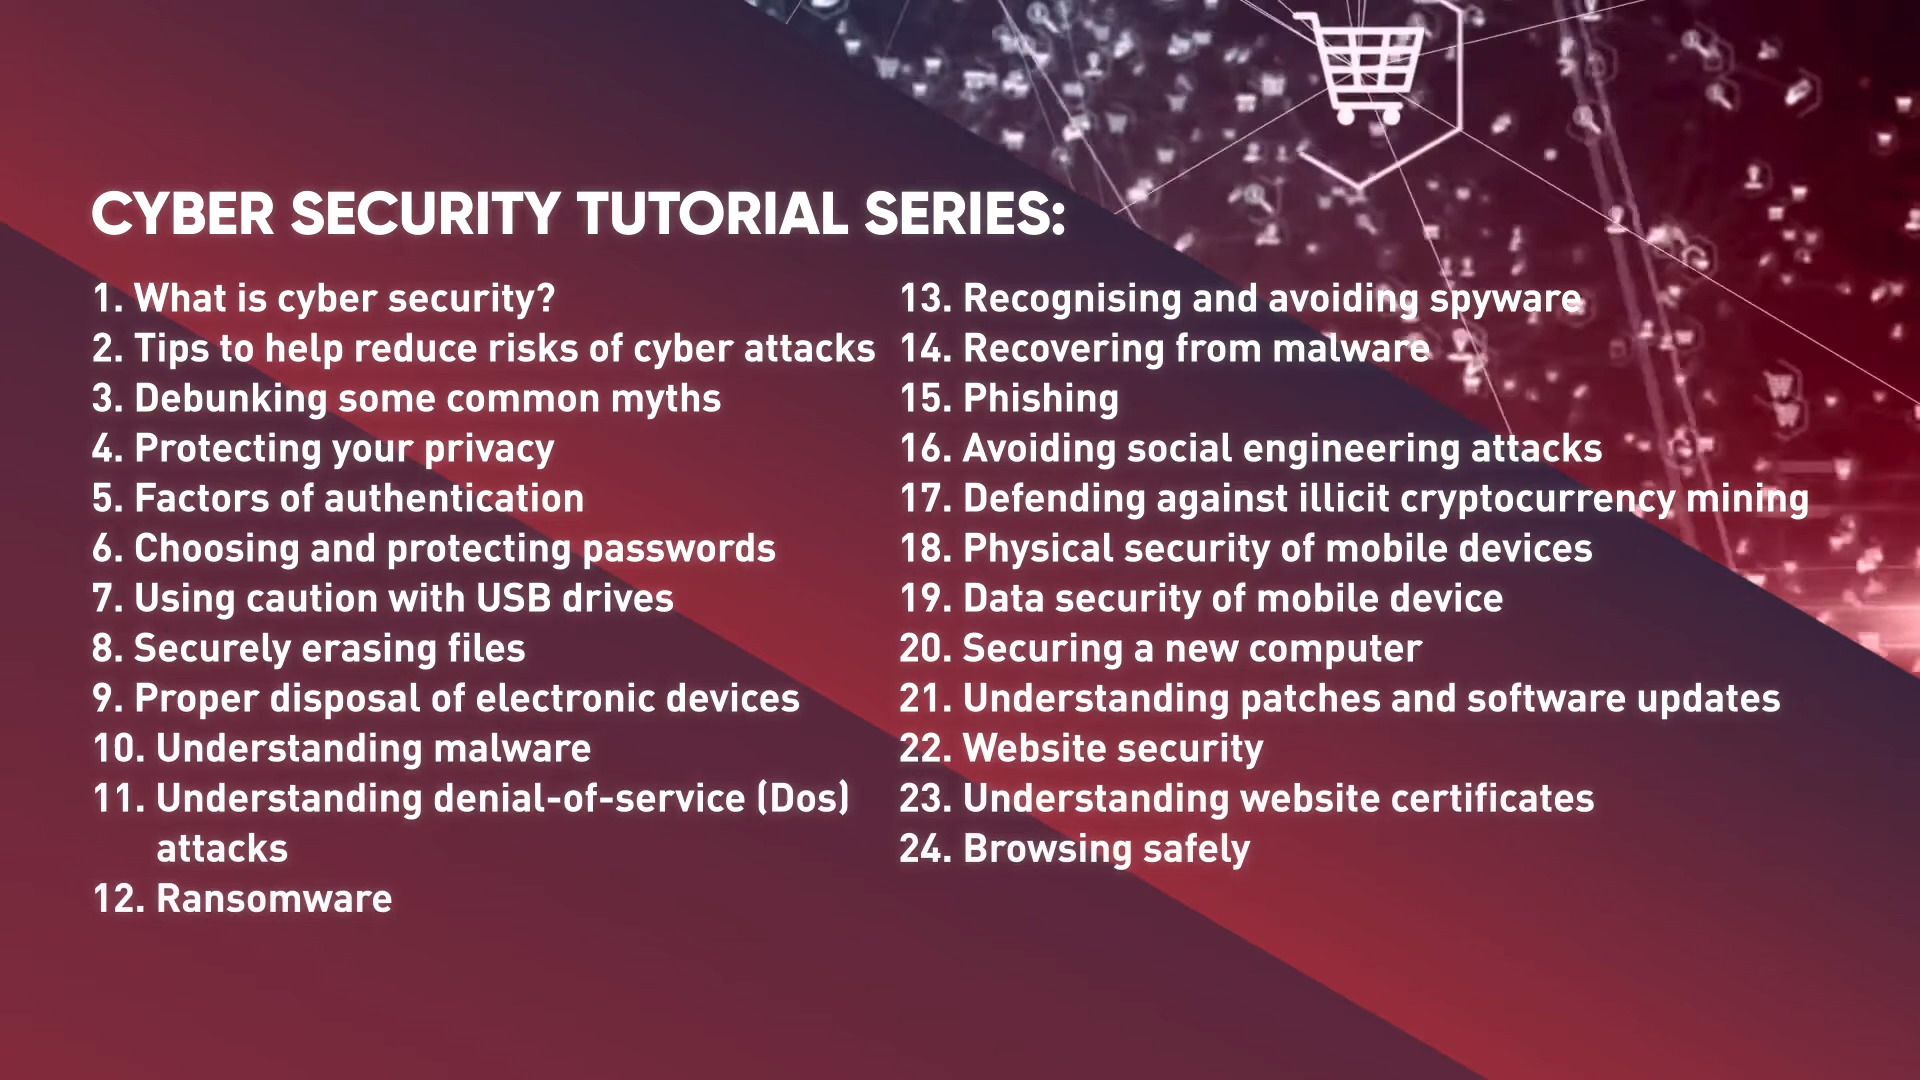 CYBER SECURITY TUTORIAL SERIES:
1. What is cyber security?
2. Tips to help reduce risks of cyber attacks
3. Debunking some common myths
4. Protecting your privacy
5. Factors of authentication
6. Choosing and protecting passwords
7. Using caution with USB drives
8. Securely erasing files
9. Proper disposal of electronic devices
10. Understanding malware
11. Understanding denial-of-service (Dos)
attacks
12. Ransomware
13. Recognising and avoiding spyware
14. Recovering from malware
15. Phishing
16. Avoiding social engineering attacks
17. Defending against illicit cryptocurrency mining
18. Physical security of mobile devices
19. Data security of mobile device
20. Securing a new computer
21. Understanding patches and software updates
22. Website security
23. Understanding website certificates
24. Browsing safely